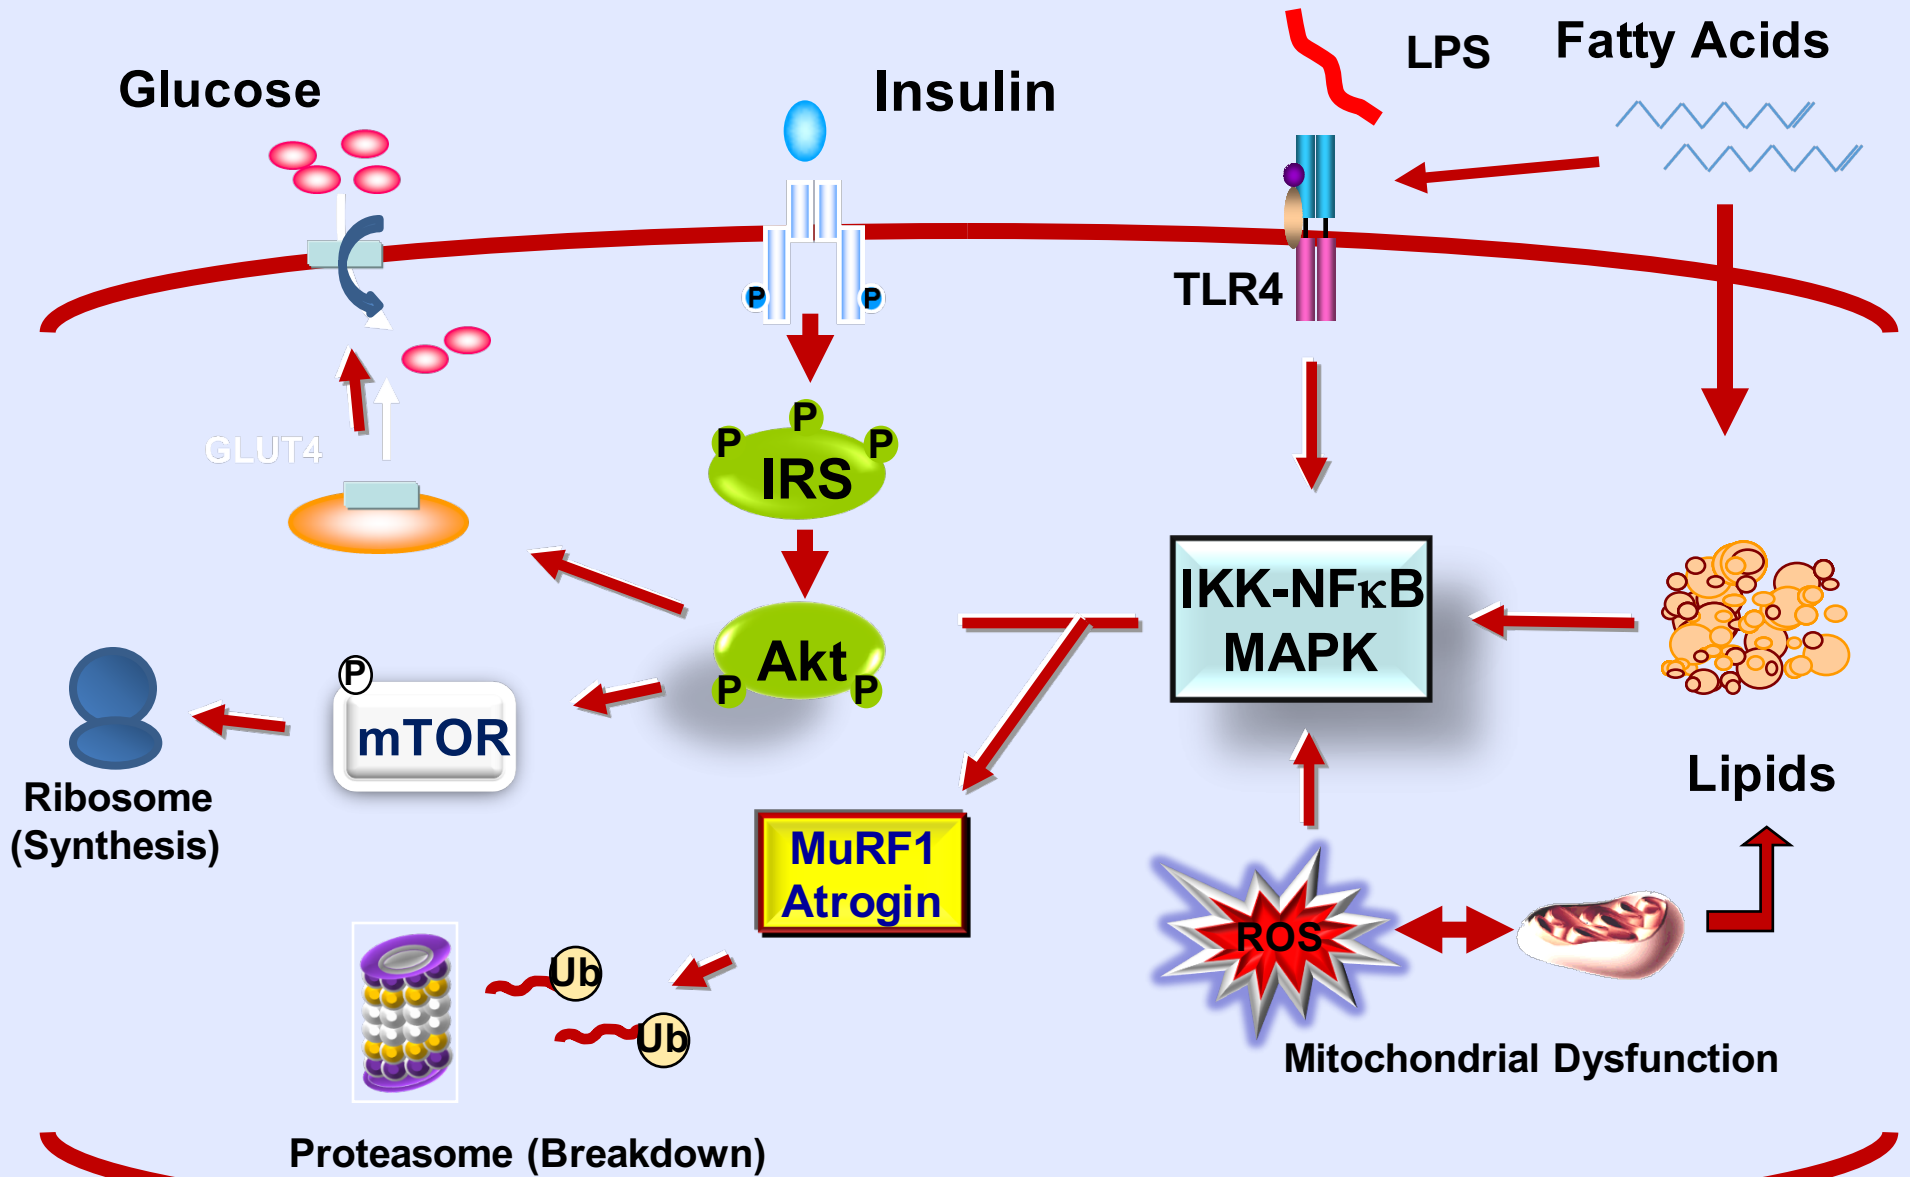 Glucose
Insulin
LPS
Fatty Acids
TLR4
P
P
GLUT4
P
P
P
IRS
IKK-NFκB
MAPK
Akt
P
P
P
mTOR
Ribosome
(Synthesis)
Lipids
MuRF1
Atrogin
ROS
Ub
Ub
Mitochondrial Dysfunction
Proteasome (Breakdown)